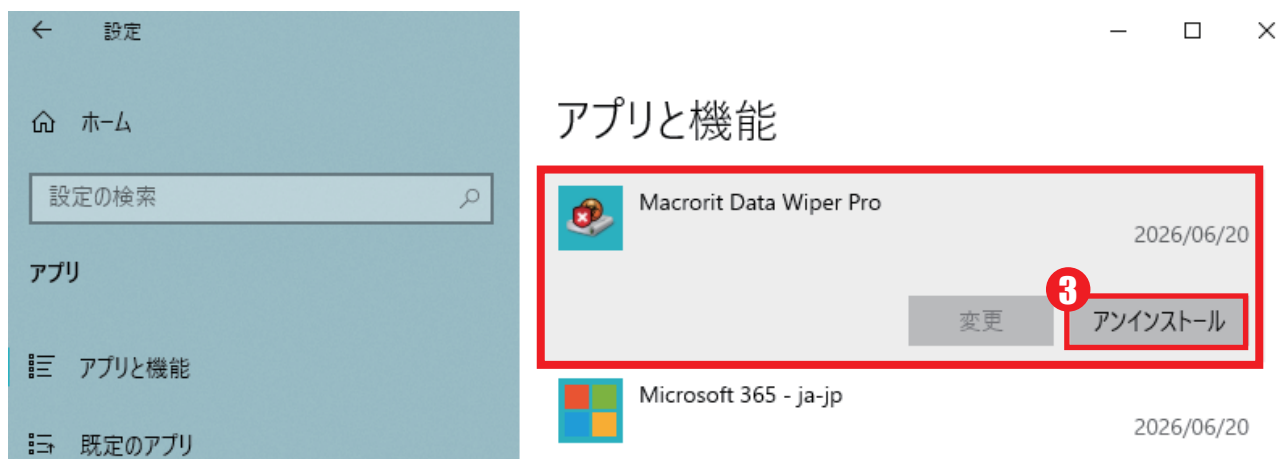 設定
ホーム
設定の検索
アプリ
アプリと機能
既定のアプリ
アプリと機能
Macrorit Data Wiper Pro
2026/06/20
3
変更
アンインストール
Microsoft 365 - ja-jp
2026/06/20